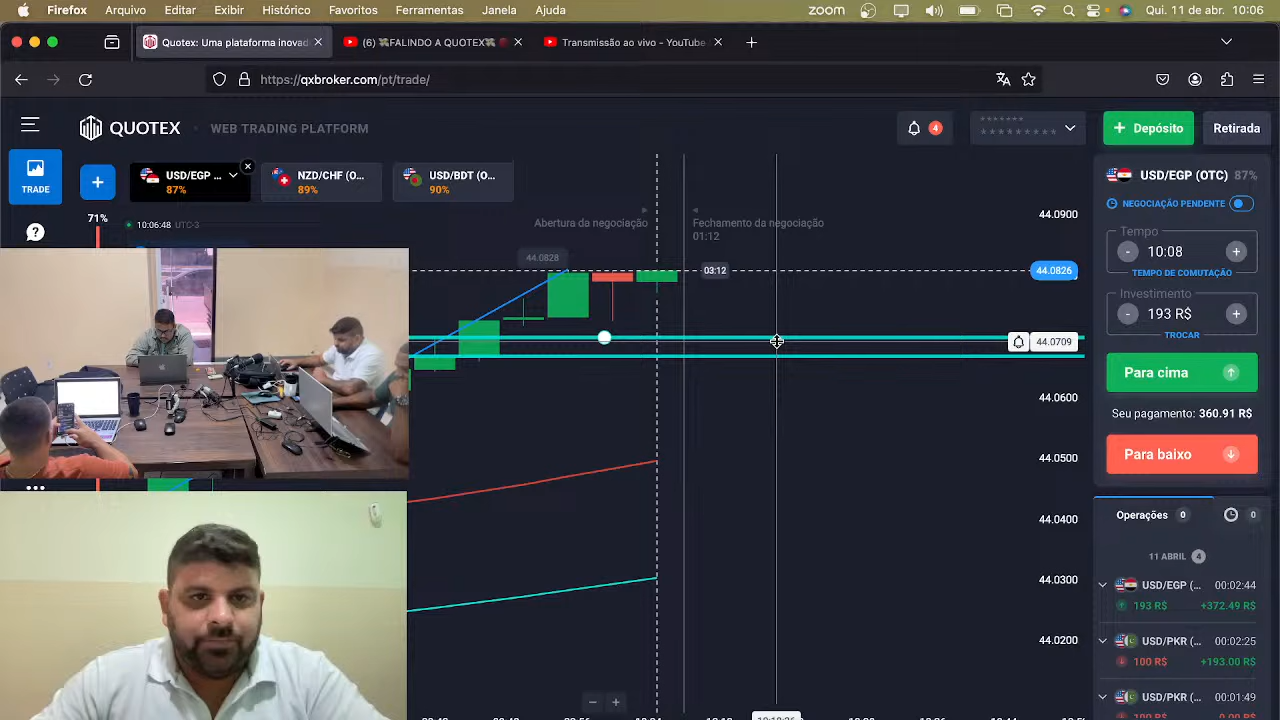 Firefox Arquivo Editar Exibir Histórico Favoritos Ferramentas Janela Ajuda zoom Qui. 11 de abr. 10:06
Quotex: Uma plataforma inovad (6) FALINDO A QUOTEX Transmissão ao vivo - YouTube
https://qxbroker.com/pt/trade/
QUOTEX WEB TRADING PLATFORM 4 ******* ********* Depósito Retirada
TRADE
USD/EGP ... 87%
NZD/CHF (O... 89%
USD/BDT (O... 90%
71%
10:06:48 UTC-3
Abertura da negociação
Fechamento da negociação
01:12
44.0828
03:12
44.0900
44.0826
44.0709
44.0600
44.0500
44.0400
44.0300
44.0200
USD/EGP (OTC) 87%
NEGOCIAÇÃO PENDENTE
Tempo
- 10:08 +
TEMPO DE COMUTAÇÃO
Investimento
- 193 R$ +
TROCAR
Para cima
Seu pagamento: 360.91 R$
Para baixo
Operações 0 0
11 ABRIL 4
USD/EGP ( 00:02:44
193 R$ +372.49 R$
USD/PKR ( 00:02:25
100 R$ +193.00 R$
USD/PKR ( 00:01:49